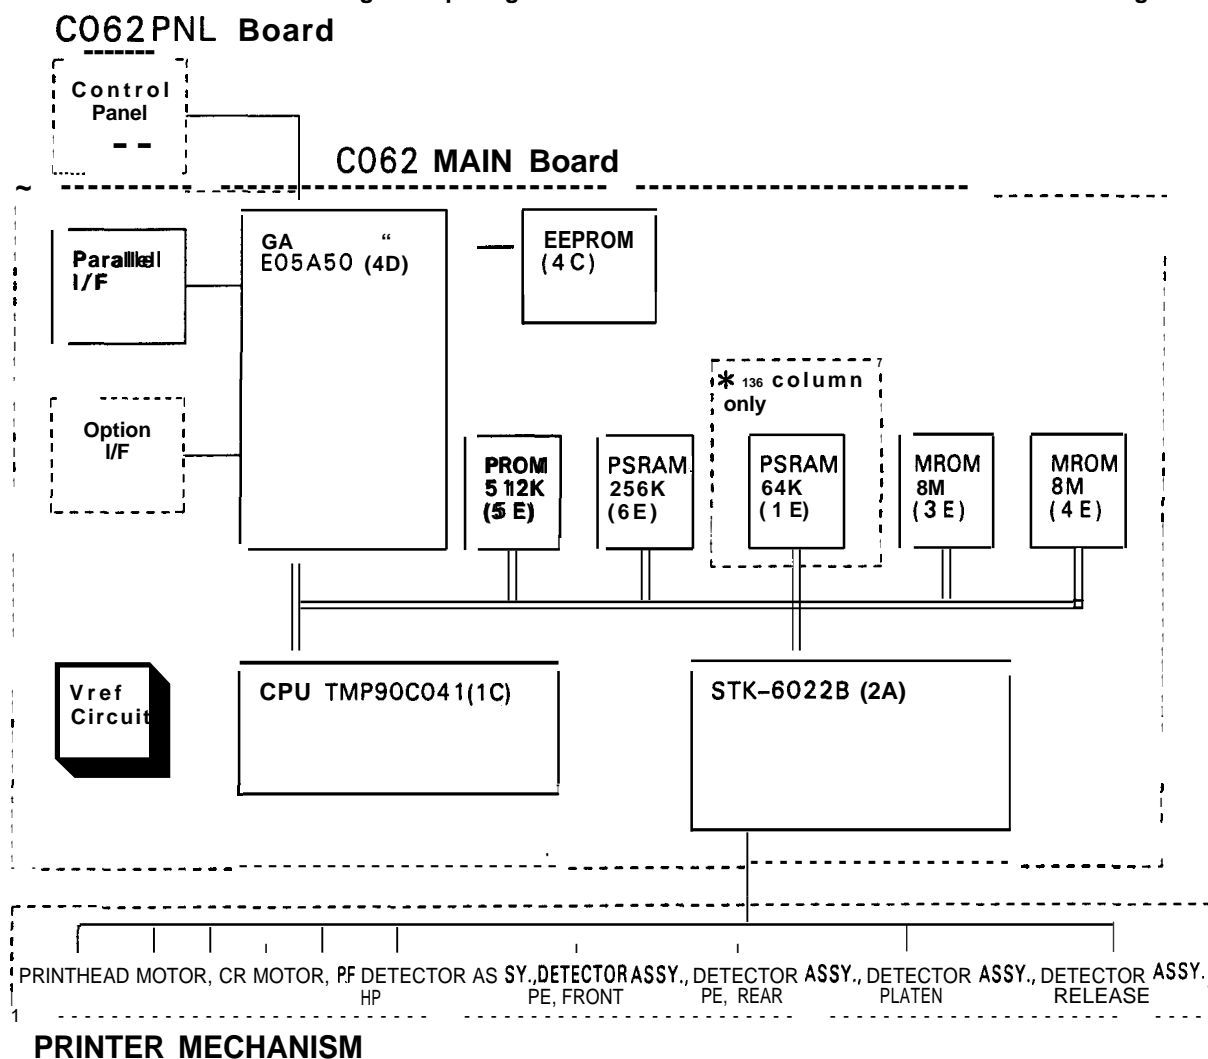 C062 PNL Board
Control
Panel
C062 MAIN Board
Parallel
I/F
GA
E05A50 (4D)
EEPROM
(4C)
* 136 column
only
Option
I/F
PROM
512K
(5E)
PSRAM
256K
(6E)
PSRAM
64K
(1E)
MROM
8M
(3E)
MROM
8M
(4E)
Vref
Circuit
CPU TMP90C041(1C)
STK-6022B (2A)
PRINTHEAD MOTOR, CR MOTOR, PF DETECTOR AS SY., DETECTOR ASSY., DETECTOR ASSY., DETECTOR ASSY., DETECTOR ASSY.
HP PE, FRONT PE, REAR PLATEN RELEASE
PRINTER MECHANISM